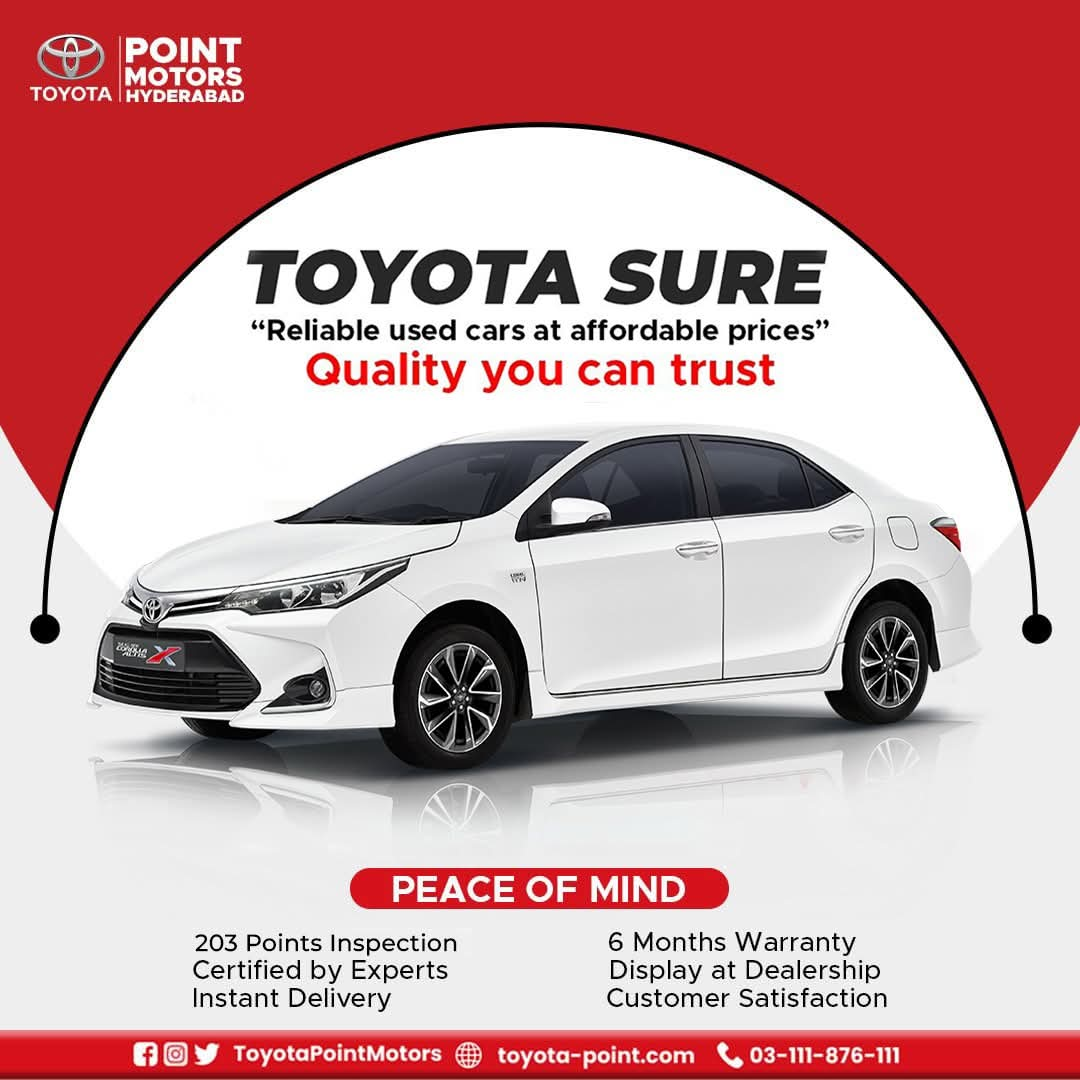 TOYOTA
POINT
MOTORS
HYDERABAD
TOYOTA SURE
“Reliable used cars at affordable prices”
Quality you can trust
COROLLA
ALTIS X
PEACE OF MIND
203 Points Inspection
Certified by Experts
Instant Delivery
6 Months Warranty
Display at Dealership
Customer Satisfaction
ToyotaPointMotors
toyota-point.com
03-111-876-111